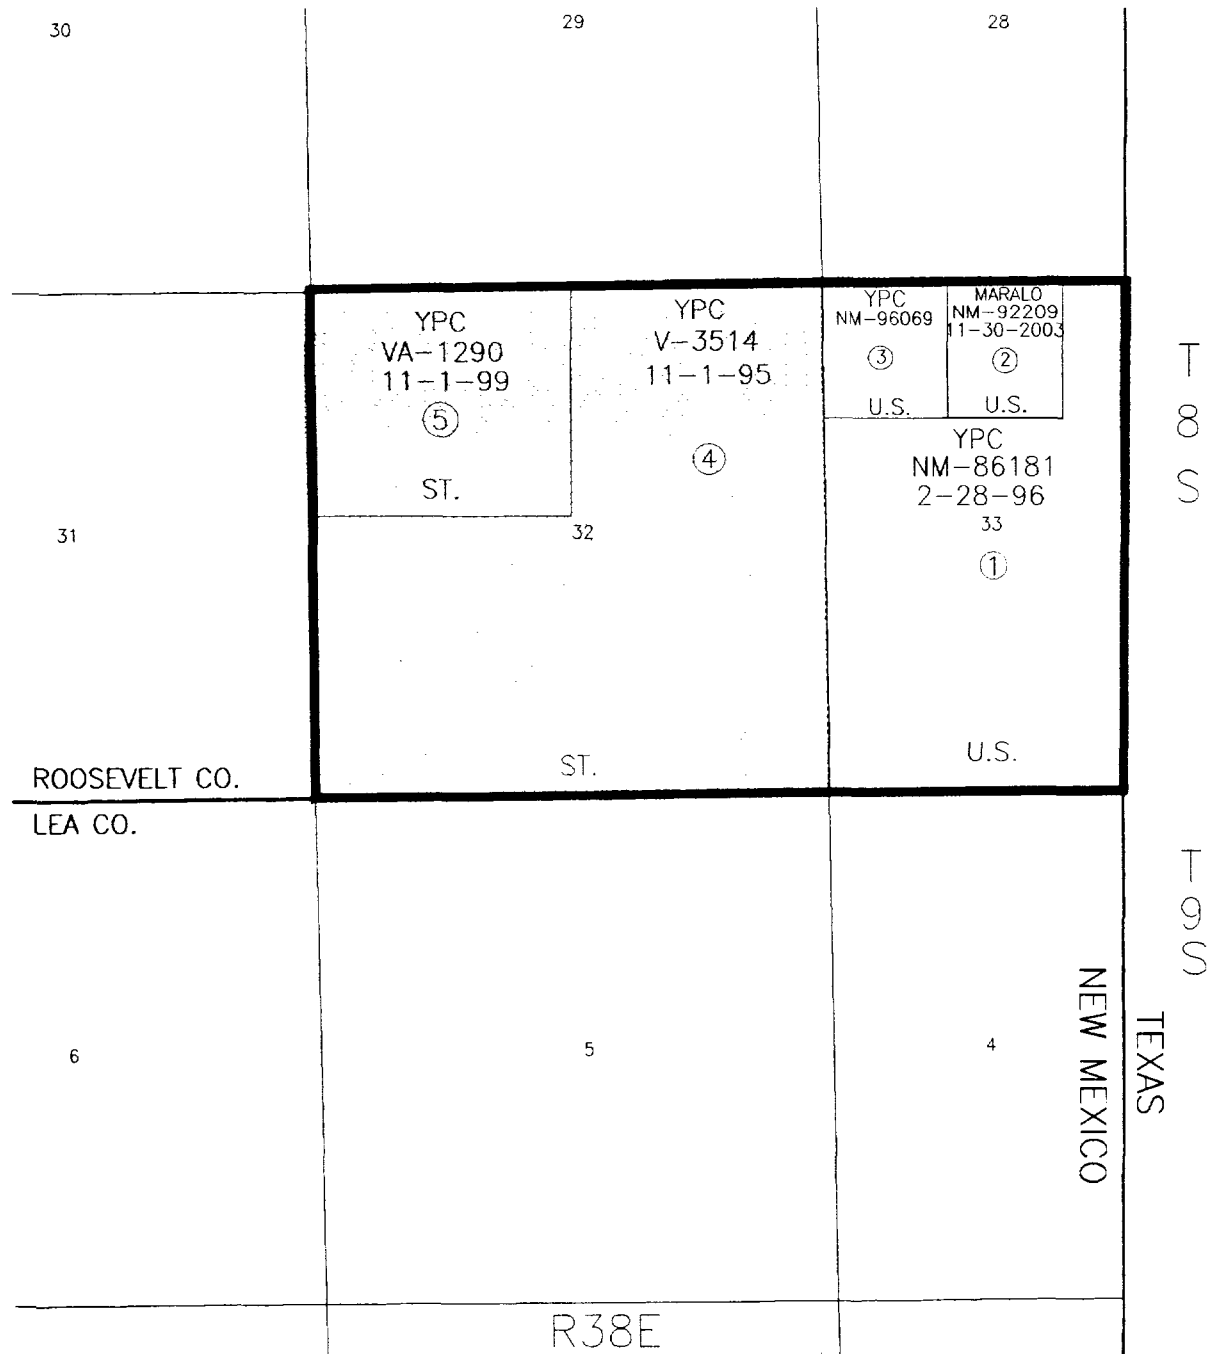 30
29
28
YPC
VA-1290
11-1-99
5
ST.
YPC
V-3514
11-1-95
4
YPC
NM-96069
3
U.S.
MARALO
NM-92209
11-30-2003
2
U.S.
YPC
NM-86181
2-28-96
33
1
U.S.
T
8
S
31
32
ST.
ROOSEVELT CO.
LEA CO.
T
9
S
6
5
4
NEW MEXICO
TEXAS
R38E